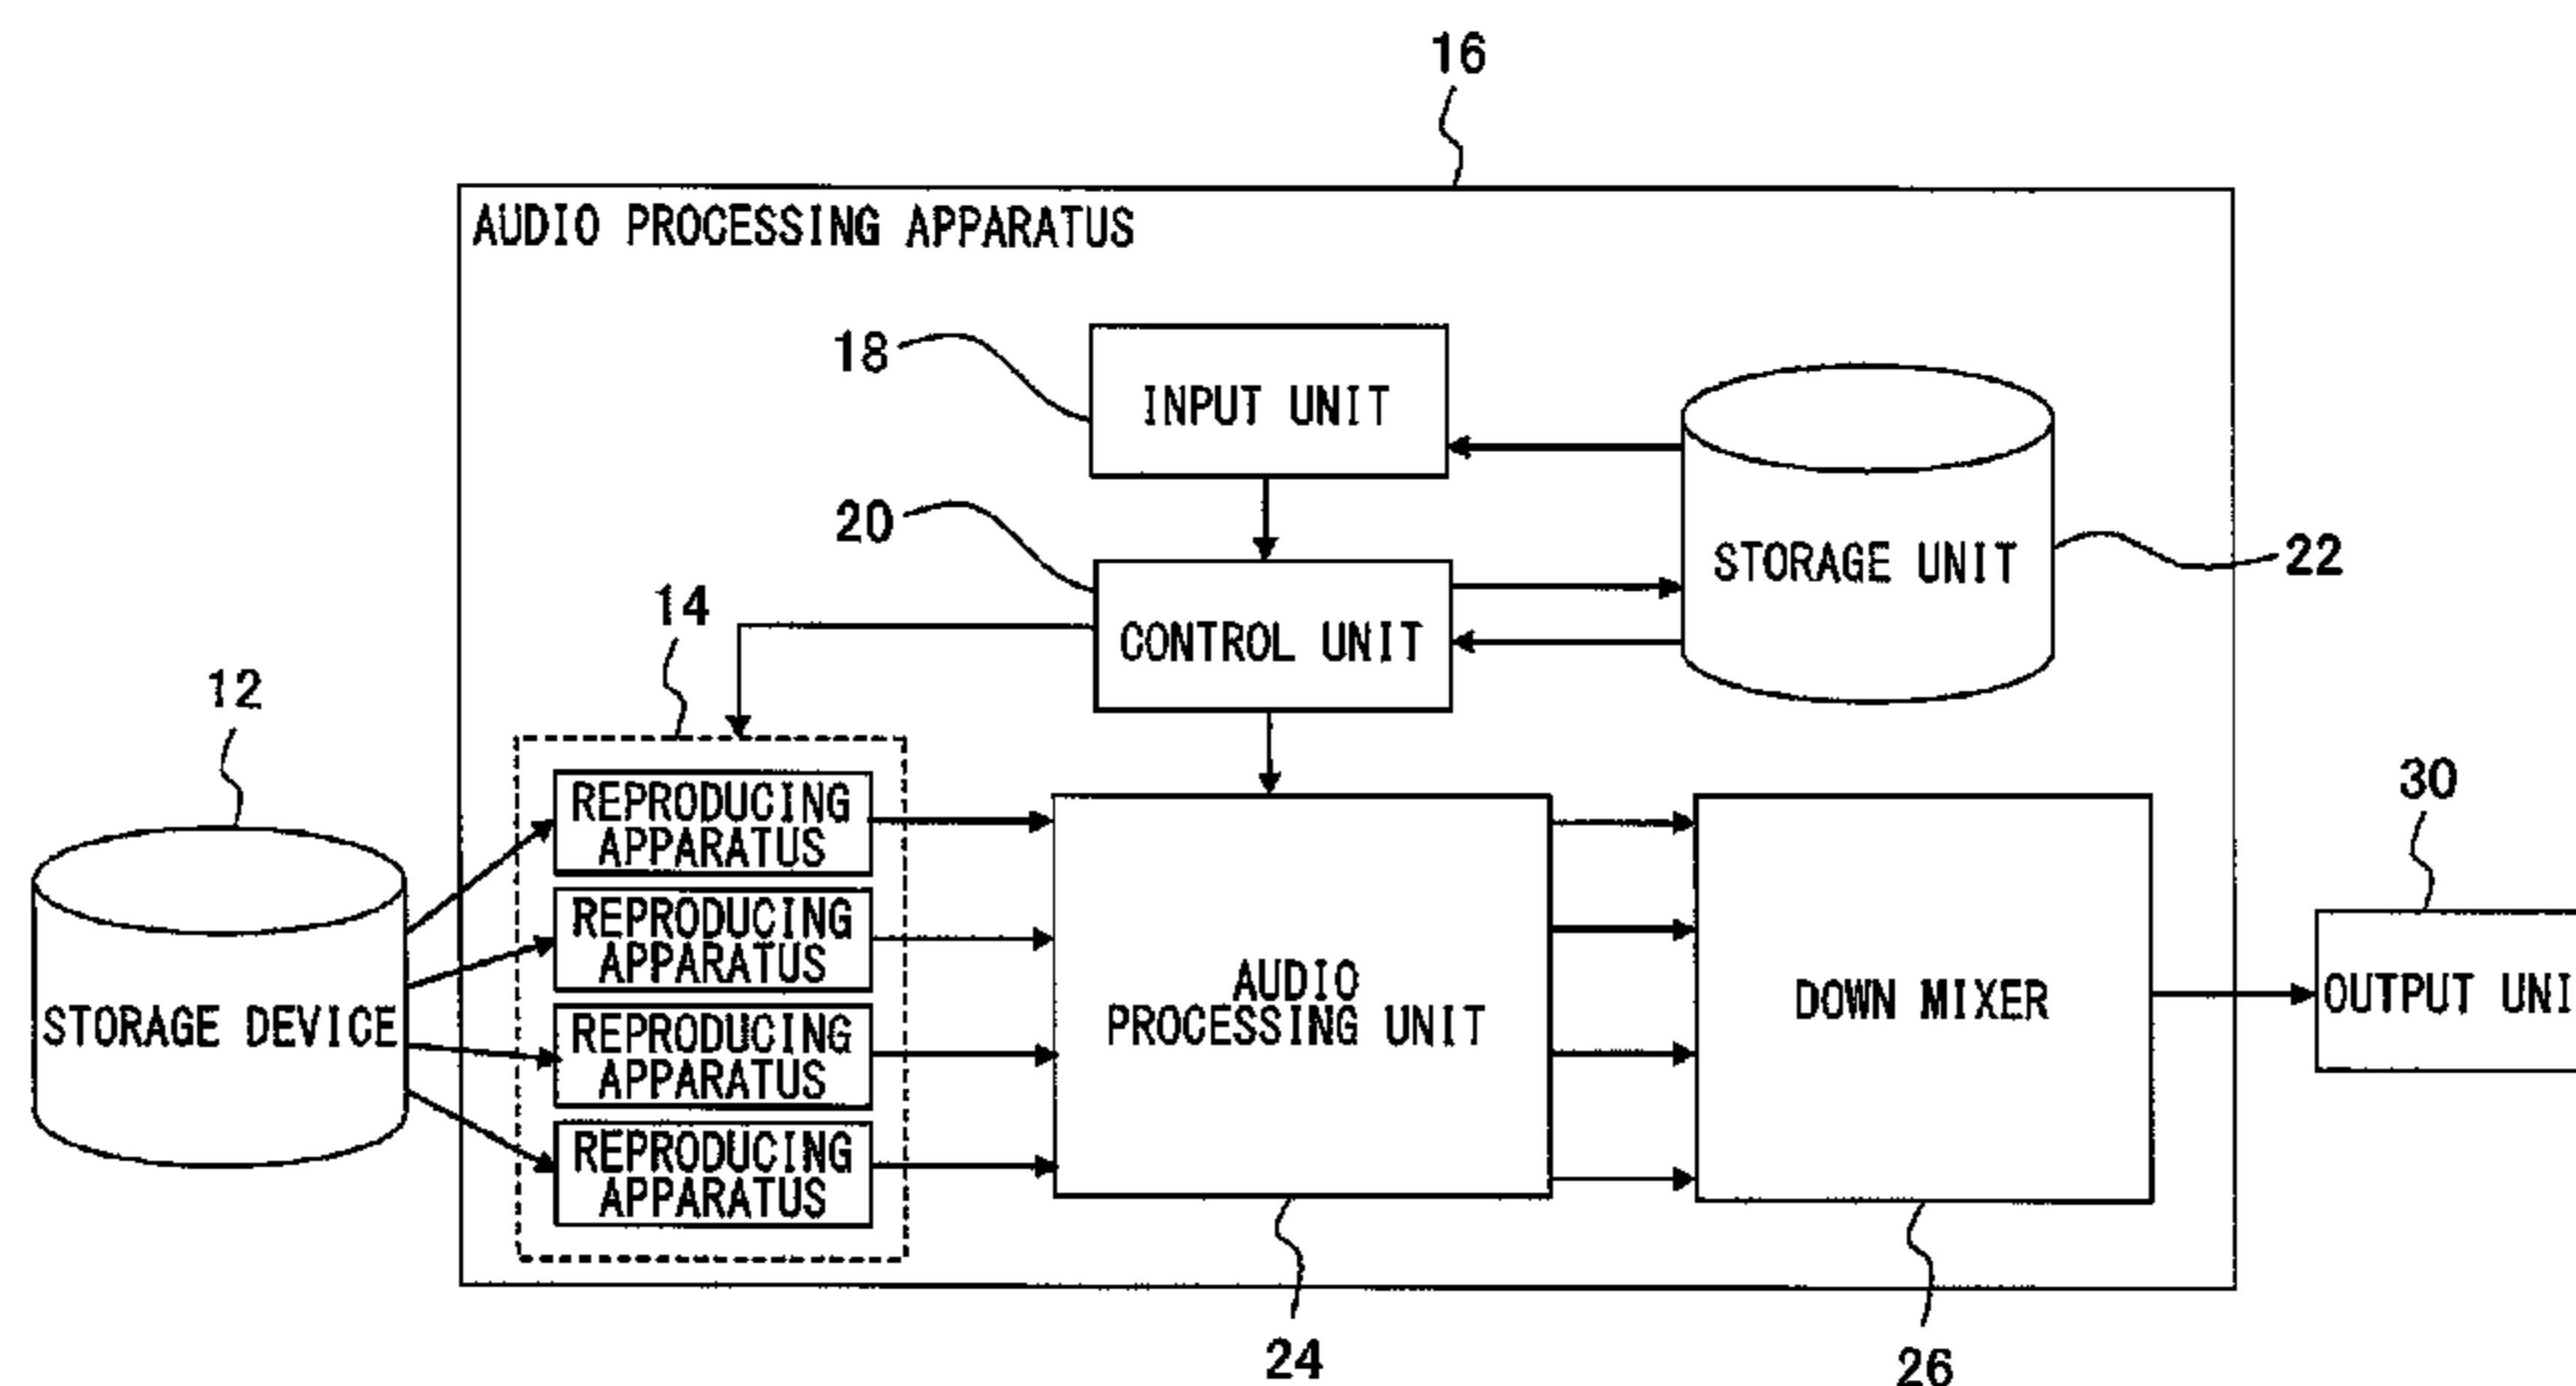 16
AUDIO PROCESSING APPARATUS
18
INPUT UNIT
20
STORAGE UNIT
22
14
CONTROL UNIT
12
30
REPRODUCING
APPARATUS
REPRODUCING
APPARATUS
REPRODUCING
APPARATUS
REPRODUCING
APPARATUS
STORAGE DEVICE
AUDIO
PROCESSING UNIT
DOWN MIXER
OUTPUT UNI
24
26